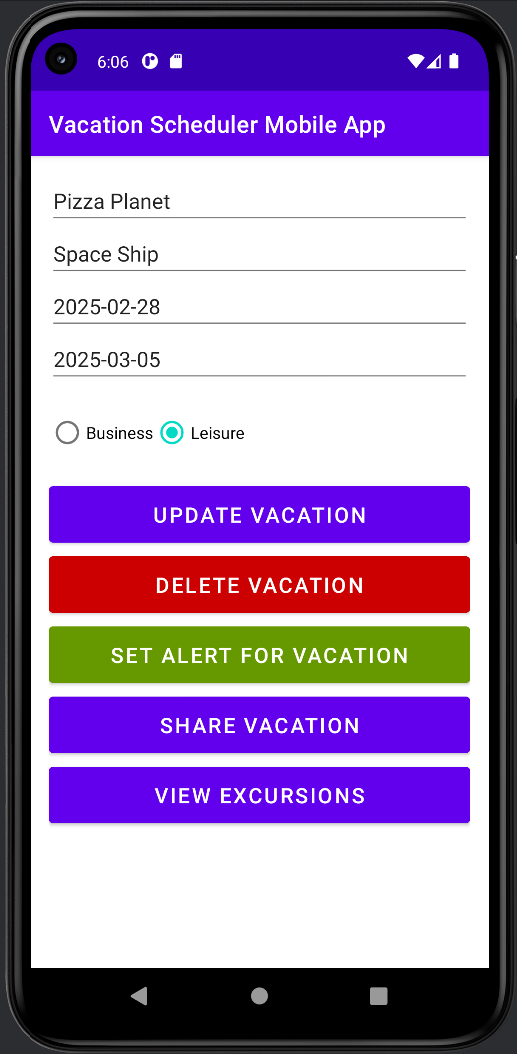 6:06
Vacation Scheduler Mobile App
Pizza Planet
Space Ship
2025-02-28
2025-03-05
Business Leisure
UPDATE VACATION
DELETE VACATION
SET ALERT FOR VACATION
SHARE VACATION
VIEW EXCURSIONS